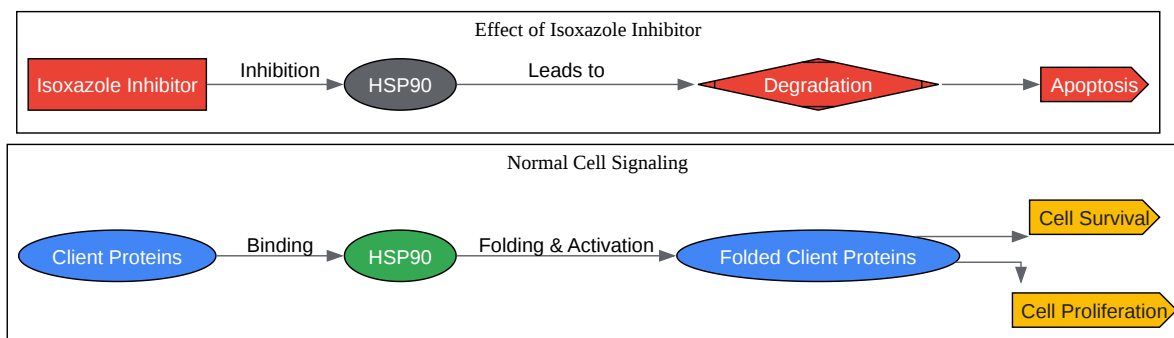 Effect of Isoxazole Inhibitor
Isoxazole Inhibitor
Inhibition
HSP90
Leads to
Degradation
Apoptosis
Normal Cell Signaling
Client Proteins
Binding
HSP90
Folding & Activation
Folded Client Proteins
Cell Survival
Cell Proliferation